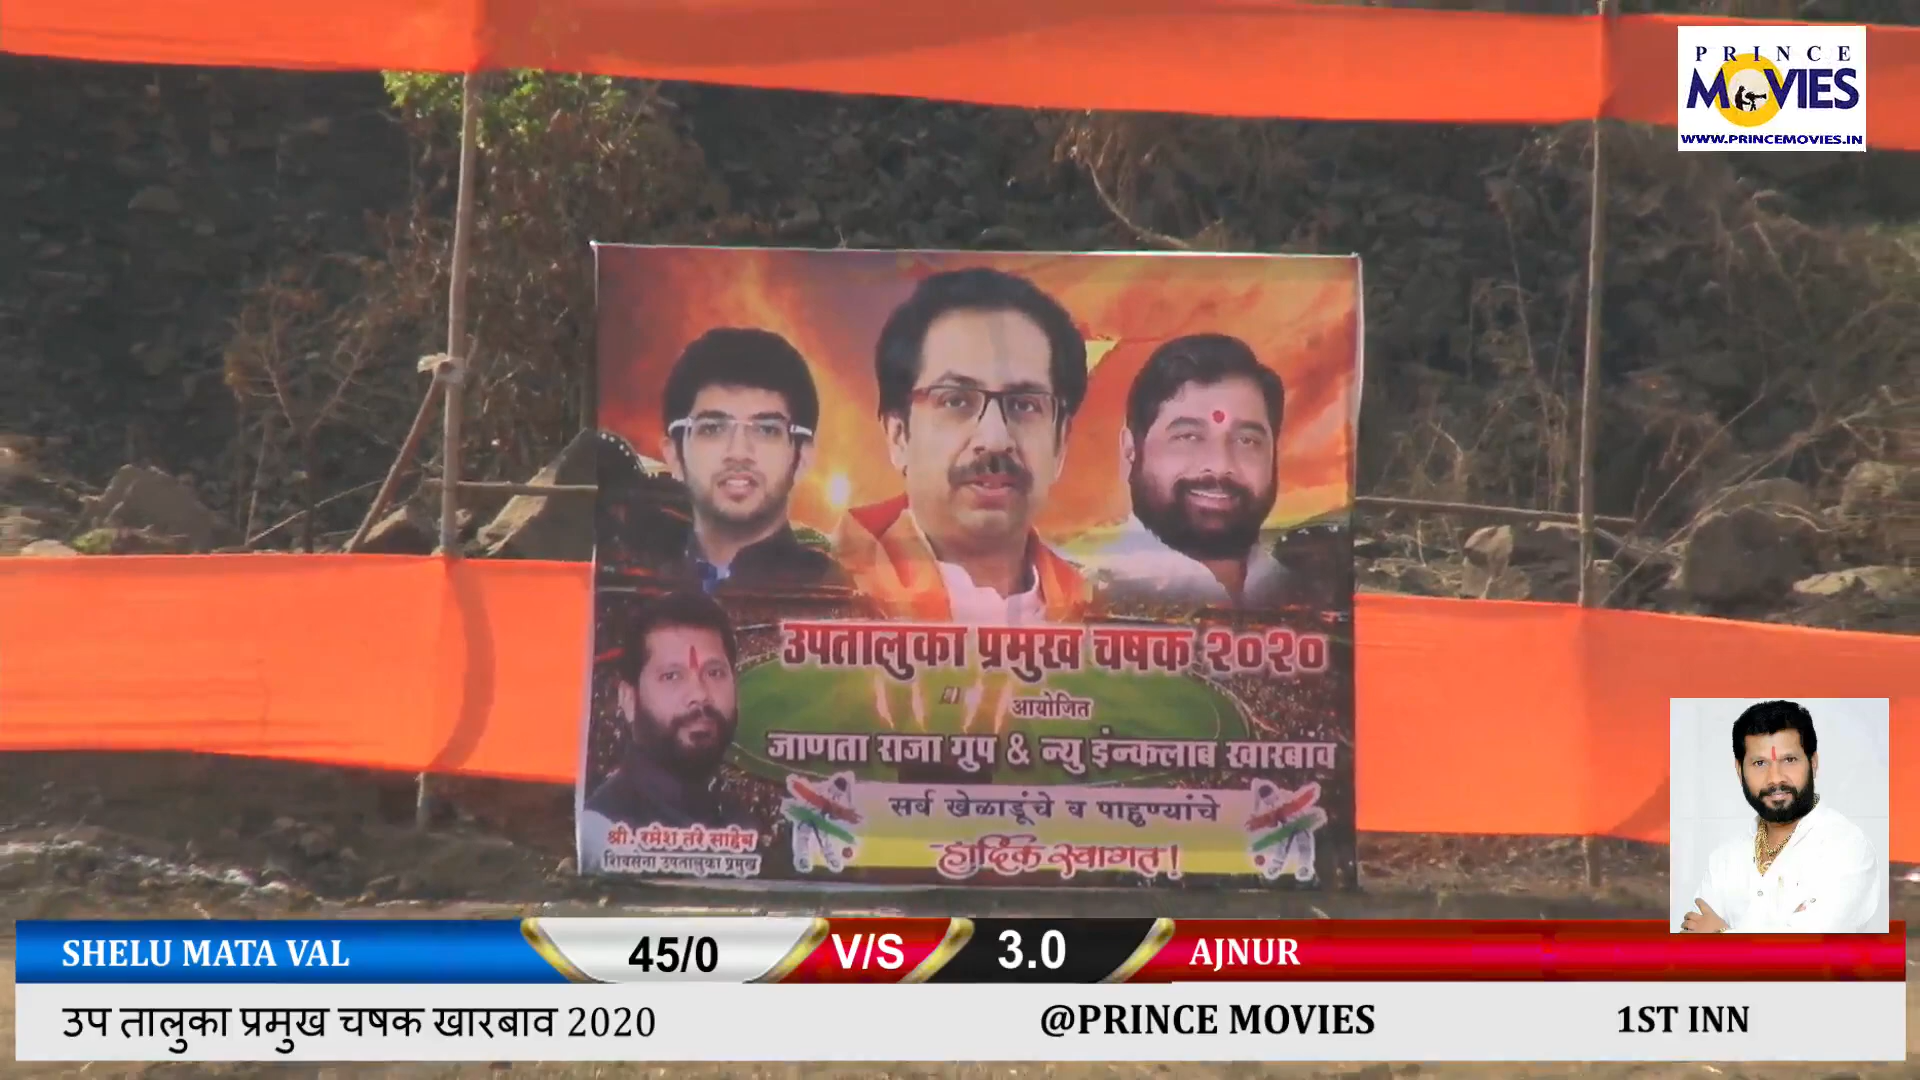 PRINCE
MOVIES
WWW.PRINCEMOVIES.IN
उपतालुका प्रमुख चषक २०२०
आयोजित
जाणता राजा गुप & न्यु इंन्कलाब खारबांव
सर्व खेळाडूंचे व पाहुण्यांचे
हार्दिक स्वागत!
श्री. रमेश तरे साहेब
शिवसेना उपतालुका प्रमुख
SHELU MATA VAL 45/0 V/S 3.0 AJNUR
उप तालुका प्रमुख चषक खारबाव 2020 @PRINCE MOVIES 1ST INN